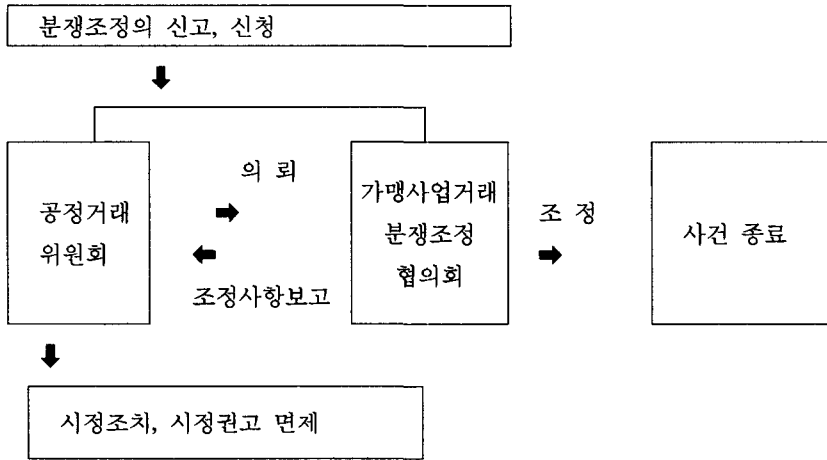 분쟁조정의 신고, 신청
의 뢰
공정거래
위원회
조정사항보고
가맹사업거래
분쟁조정
협의회
조 정
사건 종료
시정조치, 시정권고 면제